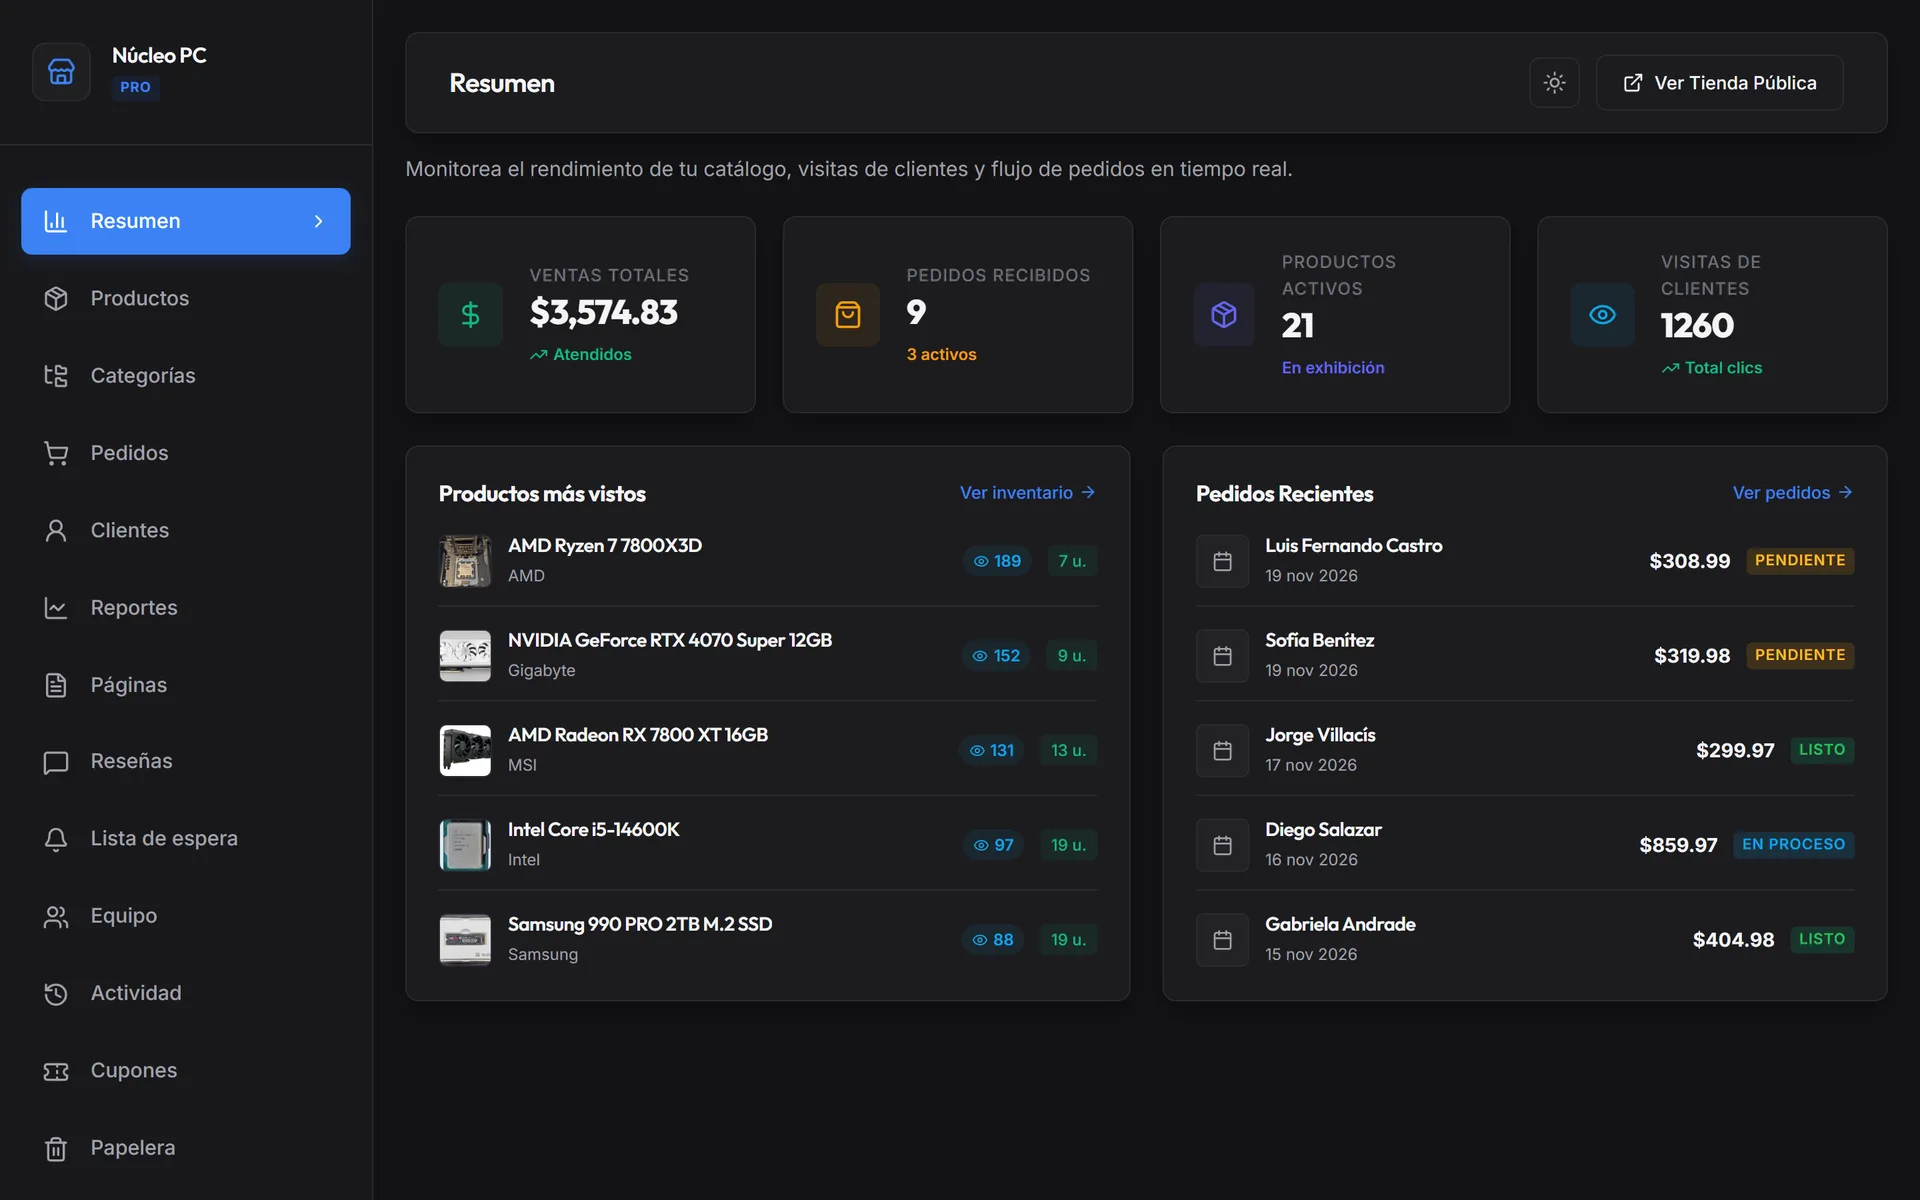 Núcleo PC
PRO
Resumen
Productos
Categorías
Pedidos
Clientes
Reportes
Páginas
Reseñas
Lista de espera
Equipo
Actividad
Cupones
Papelera
Resumen
Ver Tienda Pública
Monitorea el rendimiento de tu catálogo, visitas de clientes y flujo de pedidos en tiempo real.
VENTAS TOTALES
$3,574.83
Atendidos
PEDIDOS RECIBIDOS
9
3 activos
PRODUCTOS
ACTIVOS
21
En exhibición
VISITAS DE
CLIENTES
1260
Total clics
Productos más vistos
Ver inventario
AMD Ryzen 7 7800X3D
AMD
189
7 u.
NVIDIA GeForce RTX 4070 Super 12GB
Gigabyte
152
9 u.
AMD Radeon RX 7800 XT 16GB
MSI
131
13 u.
Intel Core i5-14600K
Intel
97
19 u.
Samsung 990 PRO 2TB M.2 SSD
Samsung
88
19 u.
Pedidos Recientes
Ver pedidos
Luis Fernando Castro
19 nov 2026
$308.99
PENDIENTE
Sofía Benítez
19 nov 2026
$319.98
PENDIENTE
Jorge Villacís
17 nov 2026
$299.97
LISTO
Diego Salazar
16 nov 2026
$859.97
EN PROCESO
Gabriela Andrade
15 nov 2026
$404.98
LISTO